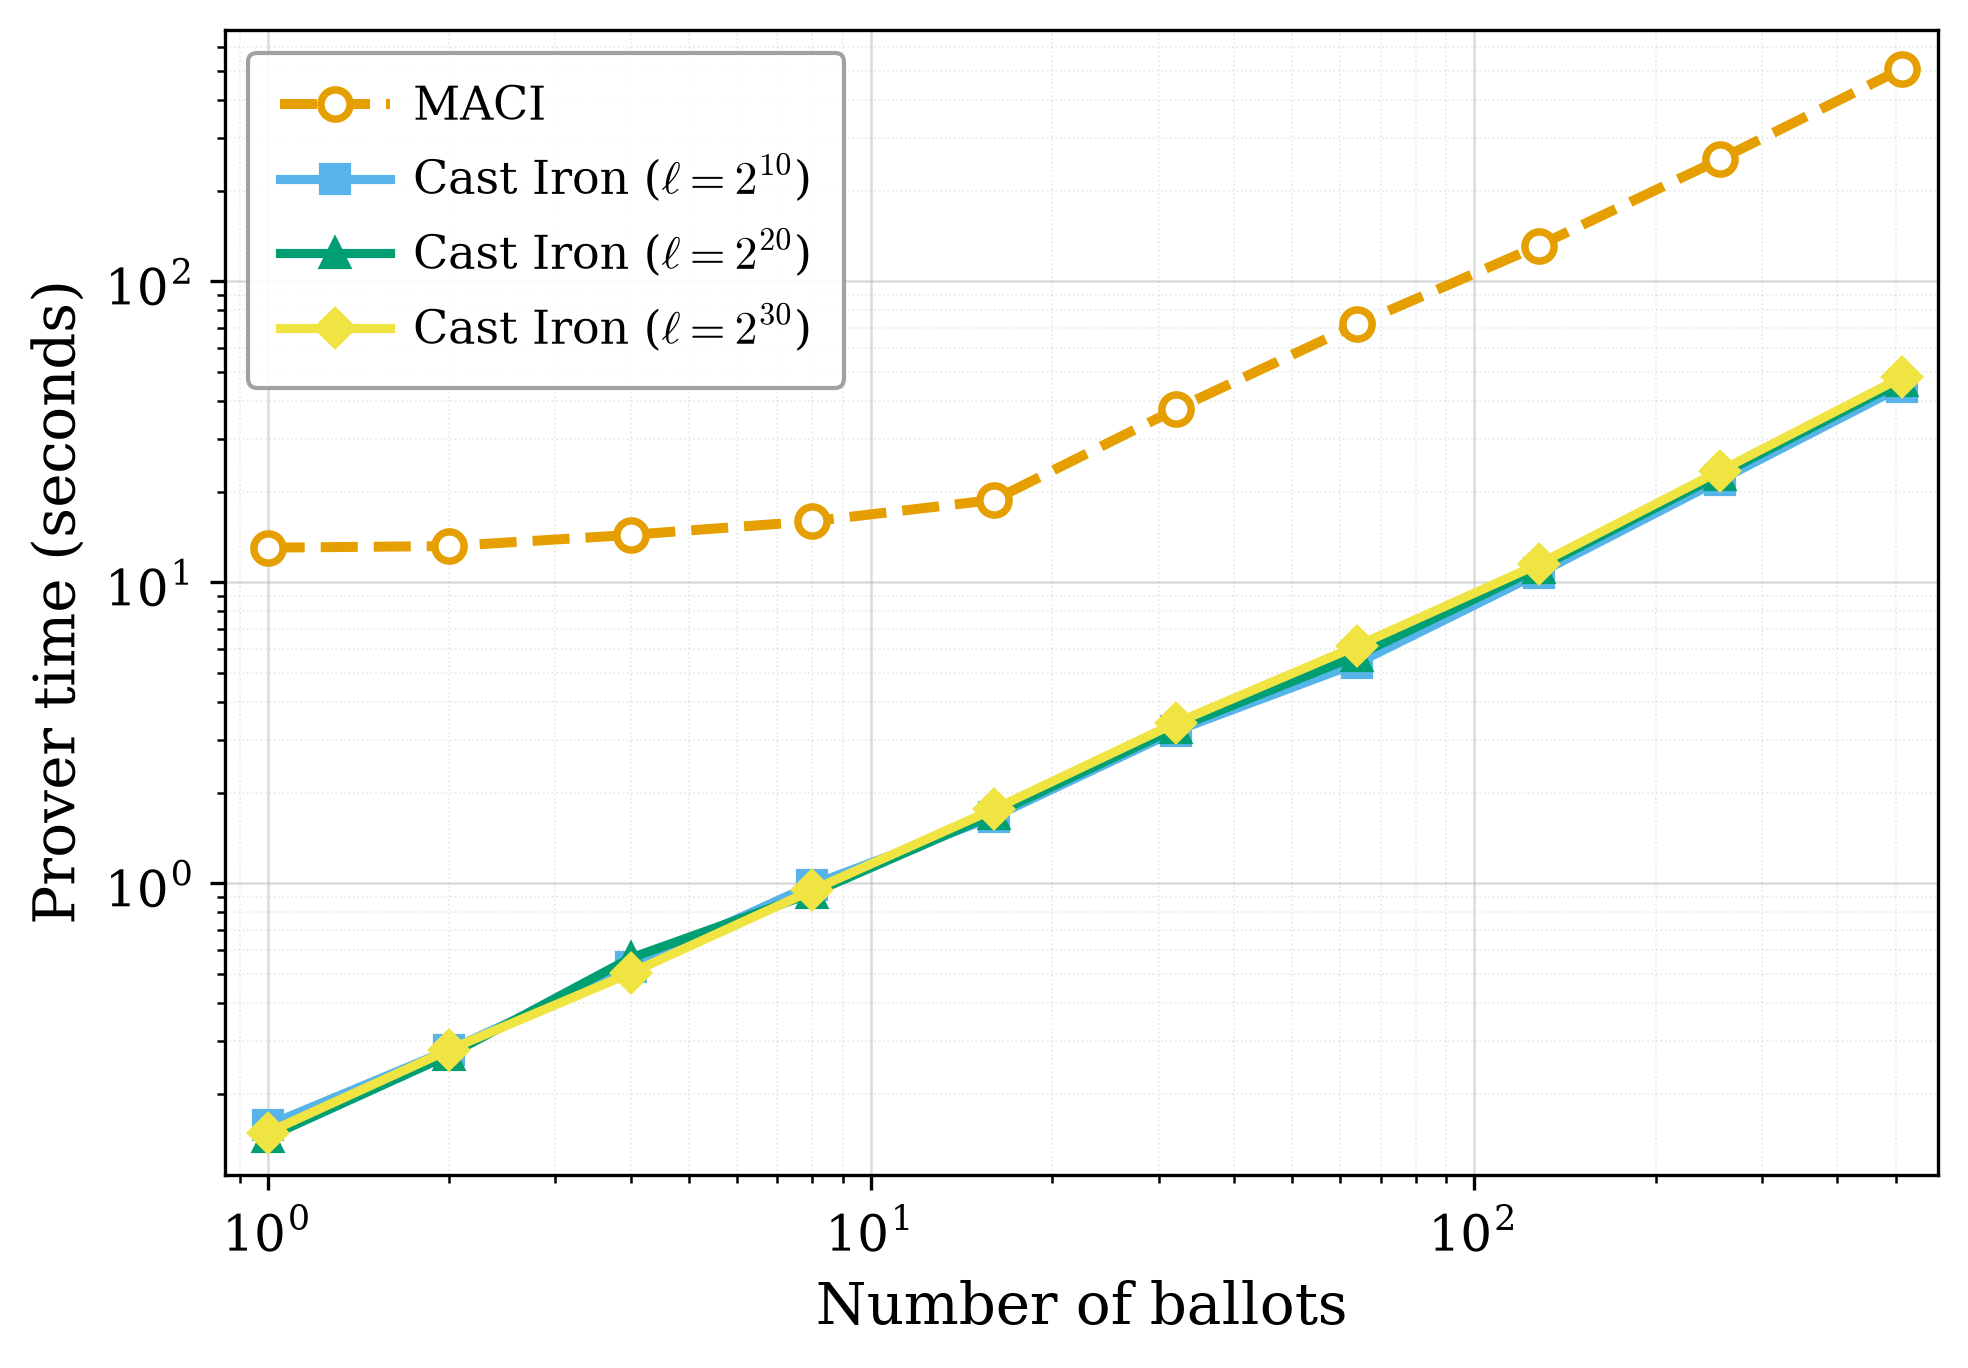 MACI
Cast Iron (ℓ = 2¹⁰)
Cast Iron (ℓ = 2²⁰)
Cast Iron (ℓ = 2³⁰)
Prover time (seconds)
10²
10¹
10⁰
10⁰ 10¹ 10²
Number of ballots